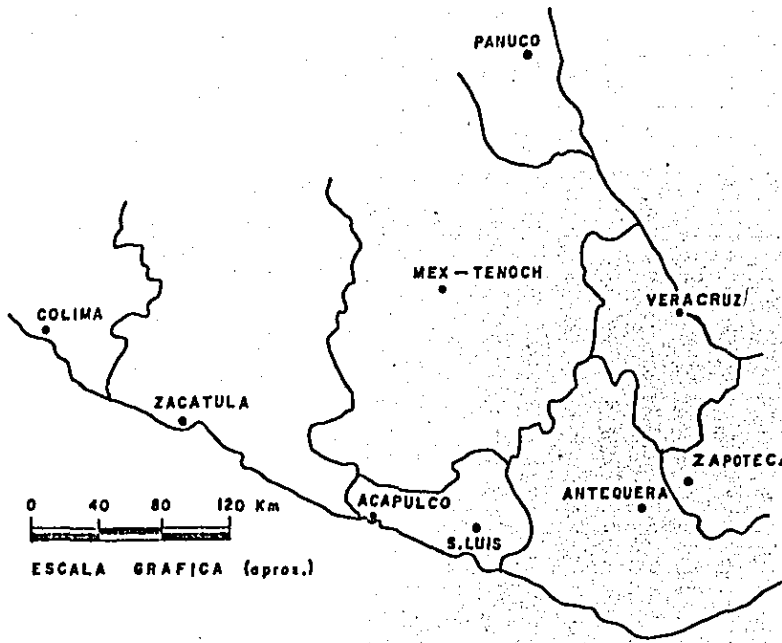 PANUCO
MEX-TENOCH
VERACRUZ
COLIMA
ZACATULA
ZAPOTECA
ACAPULCO
ANTEQUERA
S. LUIS
0 40 80 120 Km
ESCALA GRAFICA (aprox.)